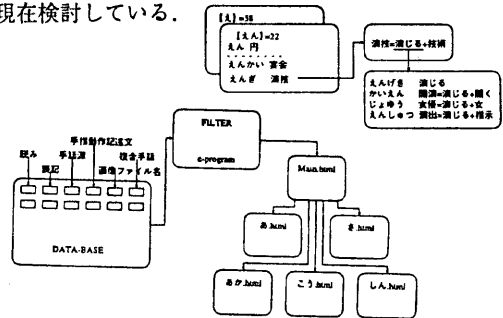 現在検討している．
【え】=38
【えん】=22
えん 円
えんかい 宴会
えんぎ 演技
演技=演じる+技術
えんげき 演じる
かいえん 開演=演じる+開く
じょゆう 女優=演じる+女
えんしゅつ 演出=演じる+指示
FILTER
c-program
手指動作記述文
読み 手話源 複合手話
表記 画像ファイル名
DATA-BASE
Main.html
あ.html
さ.html
あか.html
こう.html
しん.html